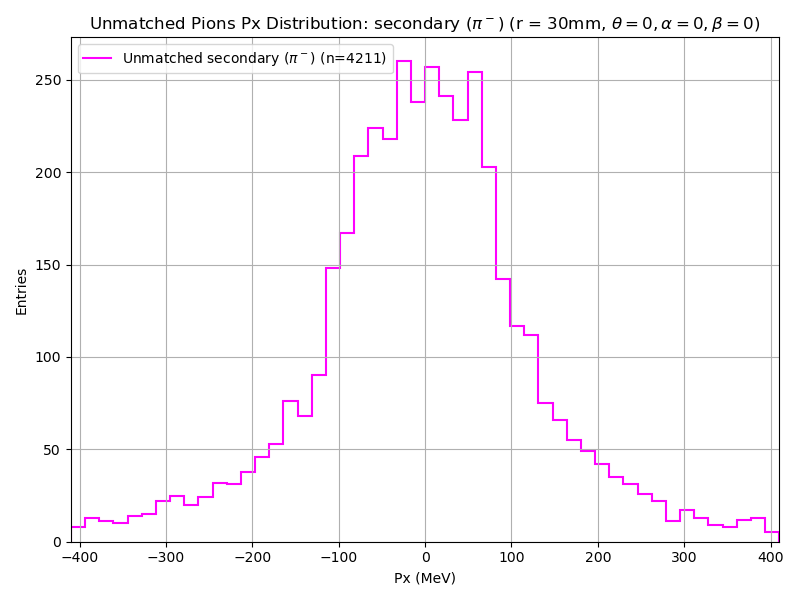 Unmatched Pions Px Distribution: secondary (π⁻) (r = 30mm, θ = 0, α = 0, β = 0)
Unmatched secondary (π⁻) (n=4211)
250
200
150
100
50
0
Entries
−400 −300 −200 −100 0 100 200 300 400
Px (MeV)